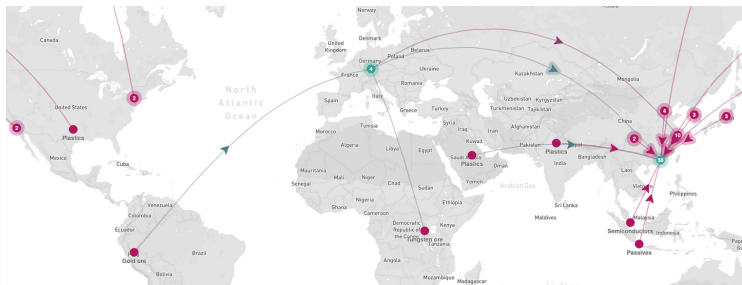 Norway
Canada
United
Kingdom
Denmark
Poland
Belarus
Germany
4
France
Ukraine
Kazakhstan
Mongolia
Romania
Italy
Spain
Greece
Turkey
Uzbekistan
Kyrgyzstan
Turkmenistan
Tajikistan
North
Atlantic
Ocean
2
United States
Plastics
2
Mexico
Cuba
Morocco
Tunisia
Algeria
Libya
Egypt
Syria
Iraq
Iran
Afghanistan
Kuwait
Saudi Arabia
Plastics
Oman
Yemen
Pakistan
Plastics
India
Bangladesh
China
4
3
3
10
2
38
Laos
Vietnam
Philippines
Mauritania
Senegal
Mali
Niger
Chad
Sudan
Arabian Sea
Guinea
Nigeria
Ghana
Ethiopia
Cameroon
Sri Lanka
Maldives
Malaysia
Semiconductors
Indonesia
Passives
Venezuela
Colombia
Ecuador
Gold ore
Peru
Brazil
Bolivia
Democratic
Republic of
the Congo
Kenya
Tungsten ore
Tanzania
Angola
Mozambique
Madagascar